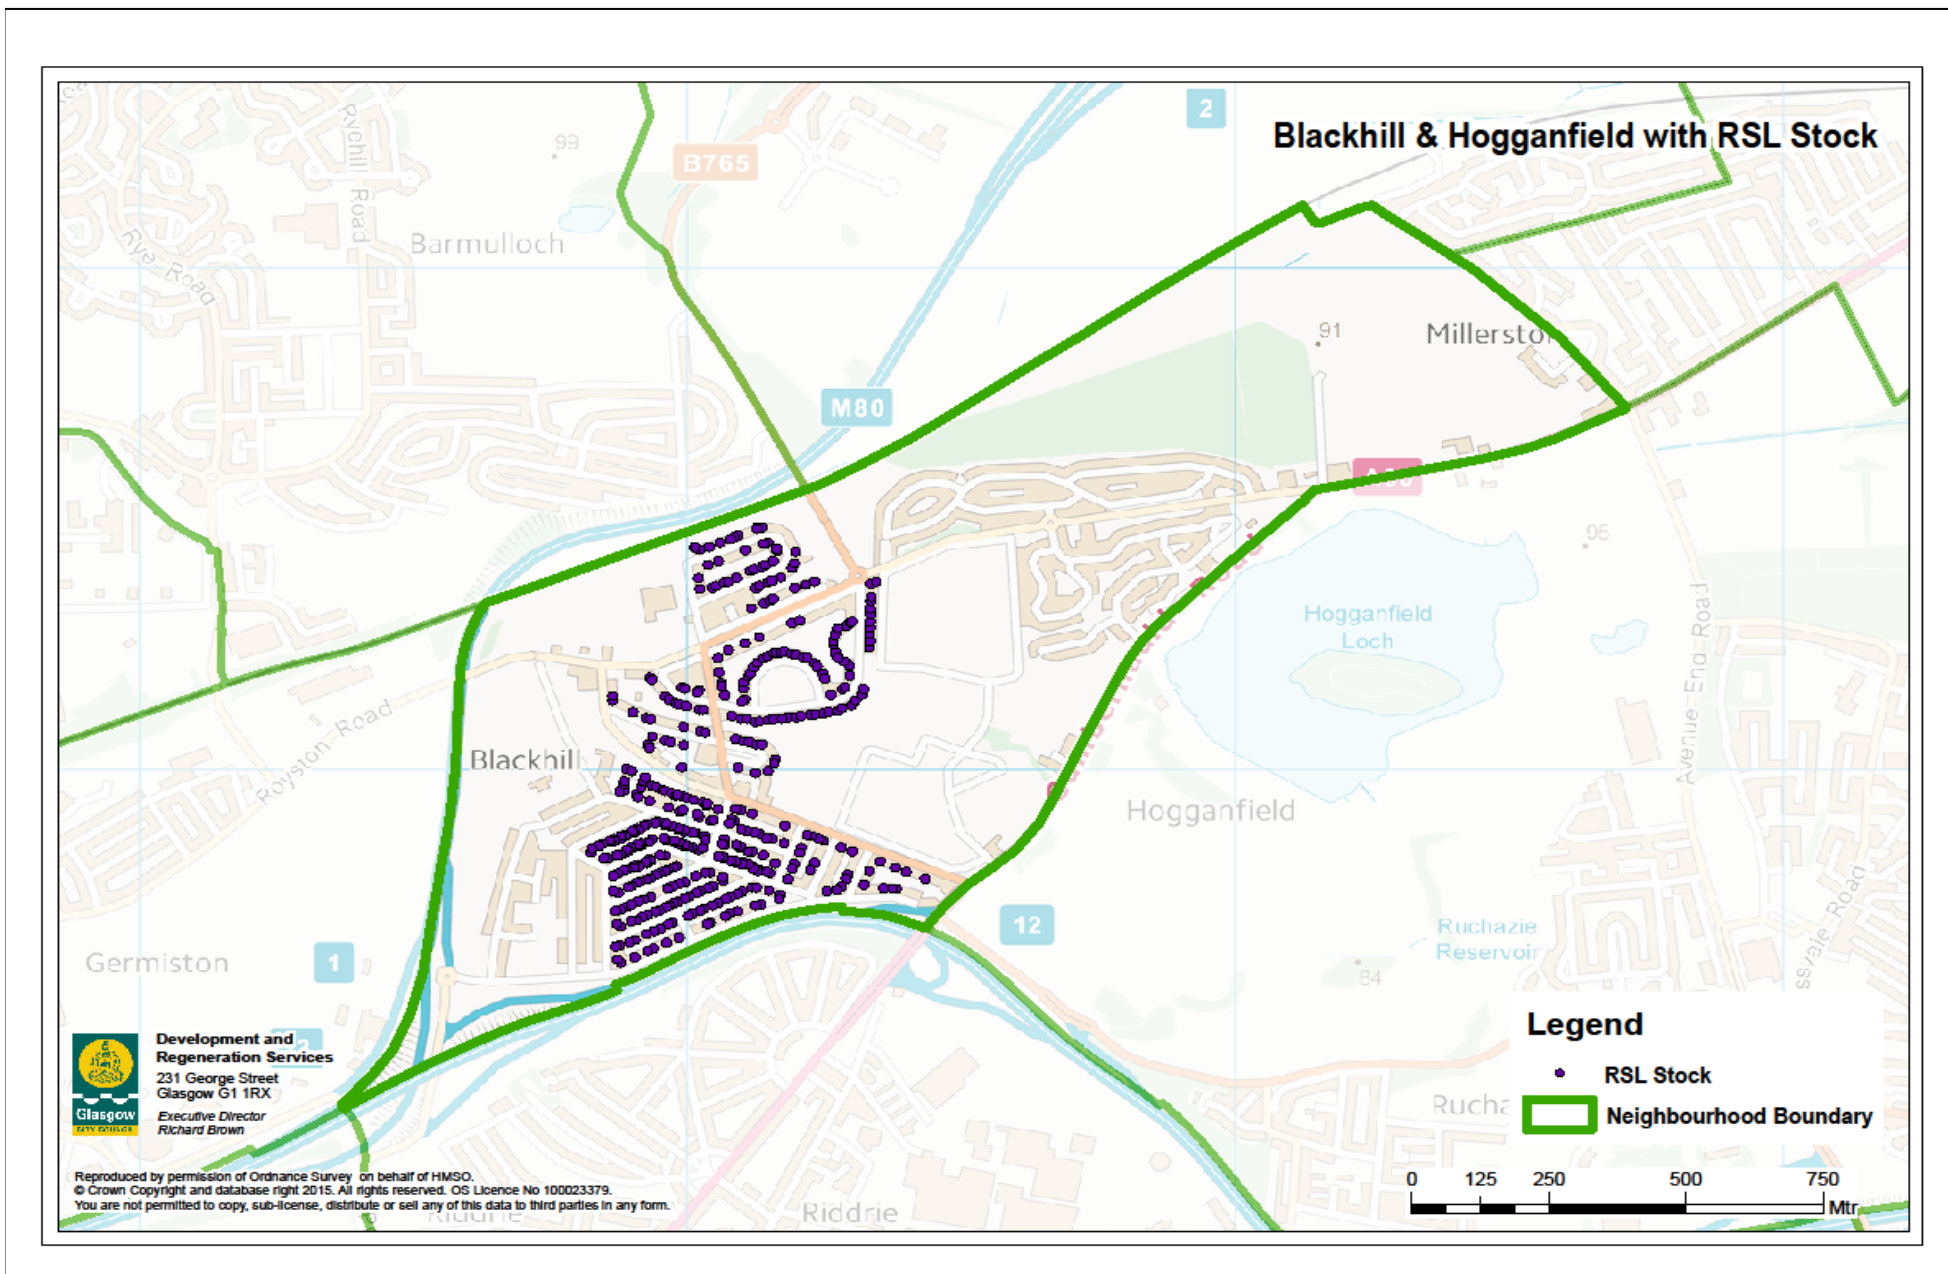 2
Blackhill & Hogganfield with RSL Stock
99
B765
Rychill Road
Rye Road
Barmulloch
91
Millerston
M80
95
Hogganfield
Loch
Avenue End Road
Royston Road
Blackhill
Hogganfield
12
Ruchazie
Reservoir
Germiston
1
84
Development and
Regeneration Services
231 George Street
Glasgow G1 1RX
Executive Director
Richard Brown
Glasgow
CITY COUNCIL
Legend
RSL Stock
Neighbourhood Boundary
Rucha
Reproduced by permission of Ordnance Survey on behalf of HMSO.
© Crown Copyright and database right 2015. All rights reserved. OS Licence No 100023379.
You are not permitted to copy, sub-license, distribute or sell any of this data to third parties in any form.
Riddrie
Riddrie
0 125 250 500 750
Mtr